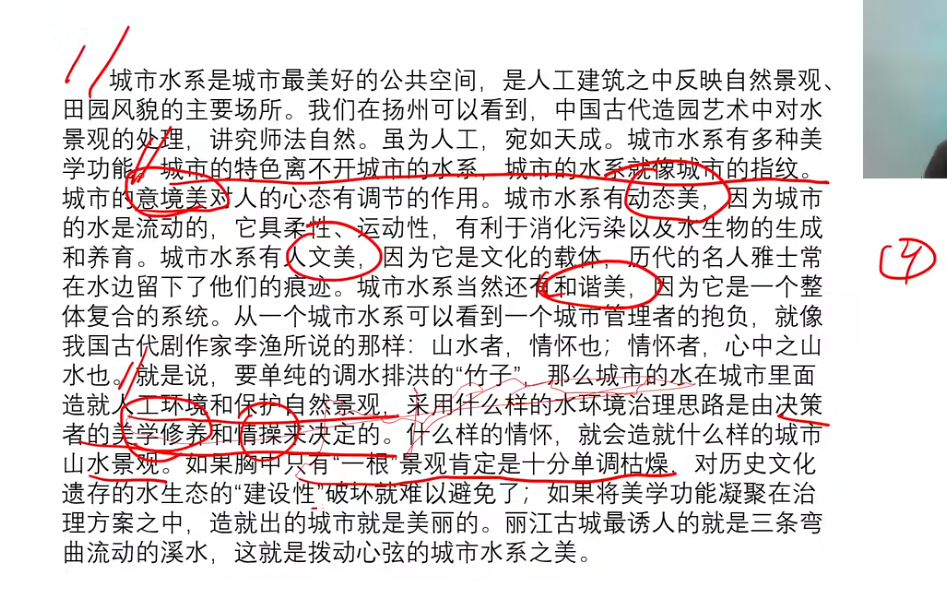 城市水系是城市最美好的公共空间，是人工建筑之中反映自然景观、
田园风貌的主要场所。我们在扬州可以看到，中国古代造园艺术中对水
景观的处理，讲究师法自然。虽为人工，宛如天成。城市水系有多种美
学功能。城市的特色离不开城市的水系，城市的水系就像城市的指纹。
城市的意境美对人的心态有调节的作用。城市水系有动态美，因为城市
的水是流动的，它具柔性、运动性，有利于消化污染以及水生物的生成
和养育。城市水系有人文美，因为它是文化的载体，历代的名人雅士常
在水边留下了他们的痕迹。城市水系当然还有和谐美，因为它是一个整
体复合的系统。从一个城市水系可以看到一个城市管理者的抱负，就像
我国古代剧作家李渔所说的那样：山水者，情怀也；情怀者，心中之山
水也。就是说，要单纯的调水排洪的“竹子”，那么城市的水在城市里面
造就人工环境和保护自然景观，采用什么样的水环境治理思路是由决策
者的美学修养和情操来决定的。什么样的情怀，就会造就什么样的城市
山水景观。如果胸中只有“一根”景观肯定是十分单调枯燥，对历史文化
遗存的水生态的“建设性”破坏就难以避免了；如果将美学功能凝聚在治
理方案之中，造就出的城市就是美丽的。丽江古城最诱人的就是三条弯
曲流动的溪水，这就是拨动心弦的城市水系之美。
④